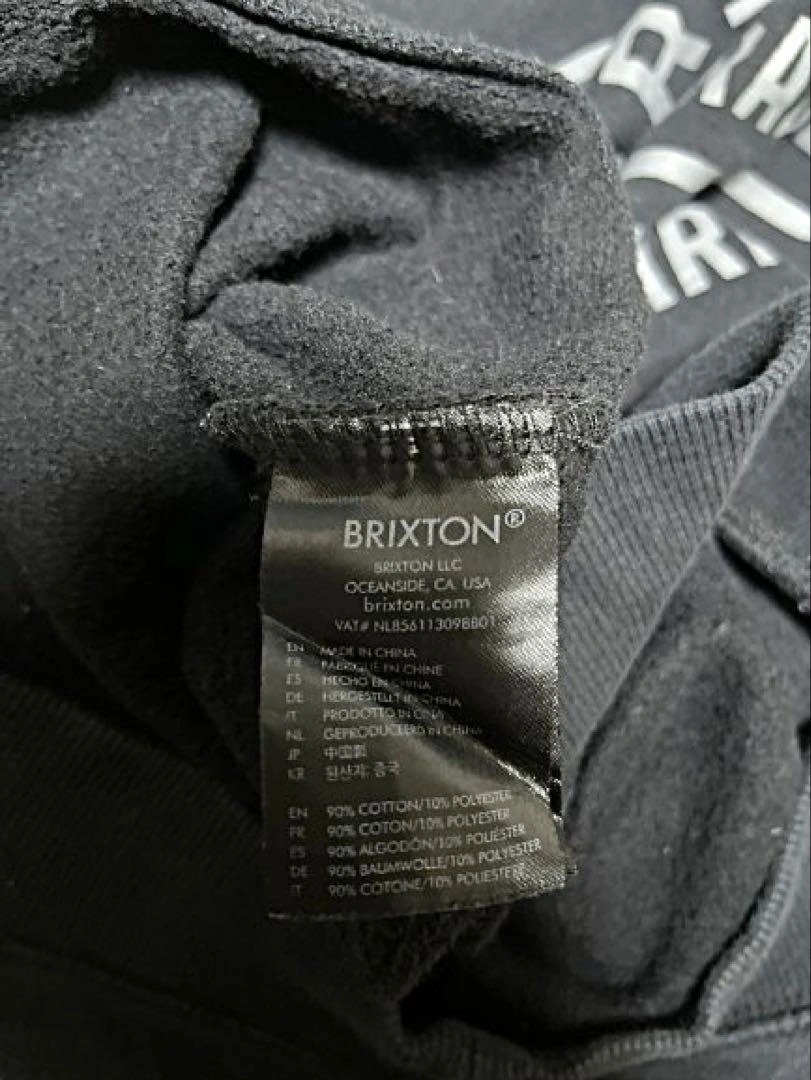 BRIXTON®
BRIXTON LLC
OCEANSIDE, CA USA
brixton.com
VAT# NL856113098B01
EN MADE IN CHINA
FR FABRIQUÉ EN CHINE
ES HECHO EN CHINA
DE HERGESTELLT IN CHINA
IT PRODOTTO IN CINA
NL GEPRODUCEERD IN CHINA
JP 中国製
KR 원산지: 중국
EN 90% COTTON/10% POLYESTER
FR 90% COTON/10% POLYESTER
ES 90% ALGODÓN/10% POLIÉSTER
DE 90% BAUMWOLLE/10% POLYESTER
IT 90% COTONE/10% POLIESTERE